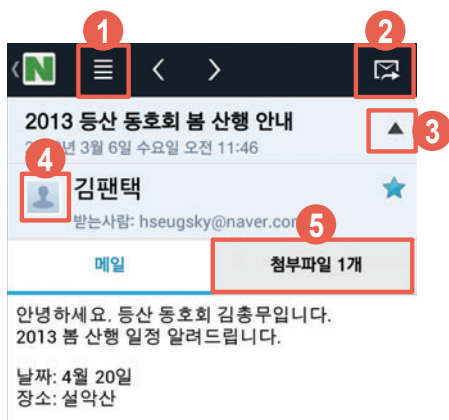 1
2
N
2013 등산 동호회 봄 산행 안내
3
년 3월 6일 수요일 오전 11:46
4
김팬택
받는사람: hseugsky@naver.co
5
메일
첨부파일 1개
안녕하세요. 등산 동호회 김총무입니다.
2013 봄 산행 일정 알려드립니다.
날짜: 4월 20일
장소: 설악산